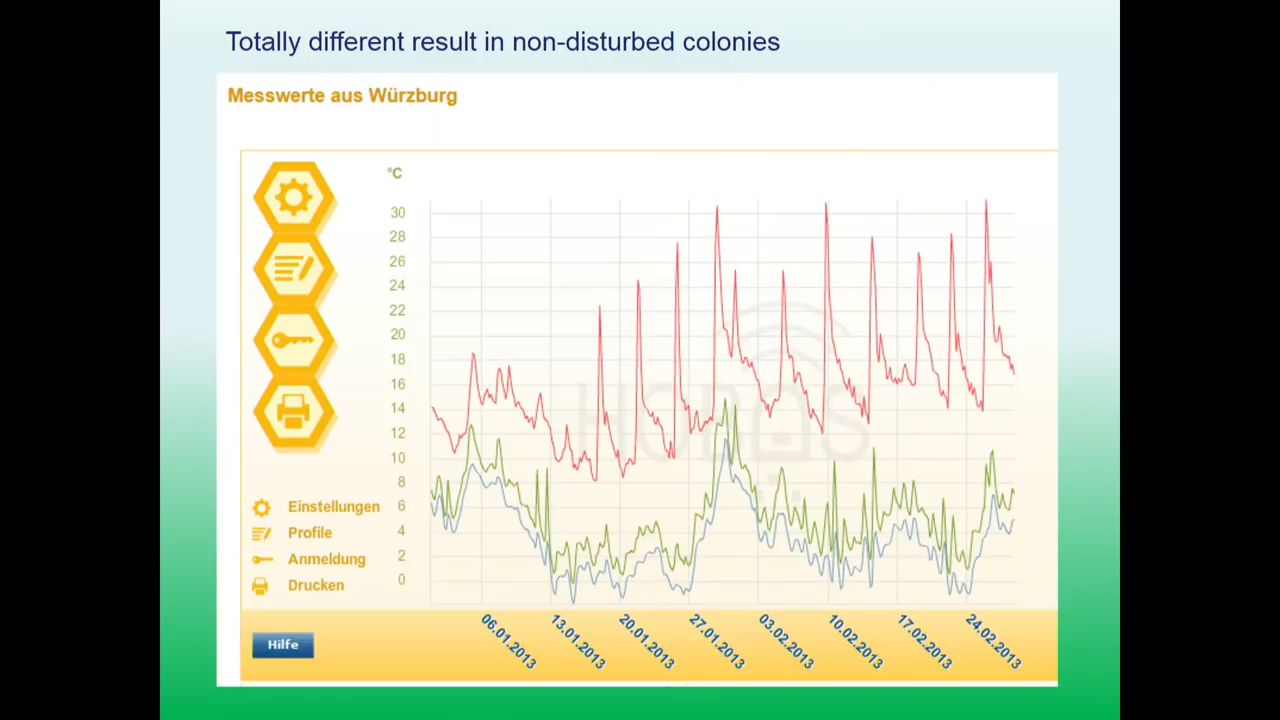 Totally different result in non-disturbed colonies
Messwerte aus Würzburg
°C
30
28
26
24
22
20
18
16
14
12
10
8
6
4
2
0
HOBOS
Einstellungen
Profile
Anmeldung
Drucken
Hilfe
06.01.2013
13.01.2013
20.01.2013
27.01.2013
03.02.2013
10.02.2013
17.02.2013
24.02.2013